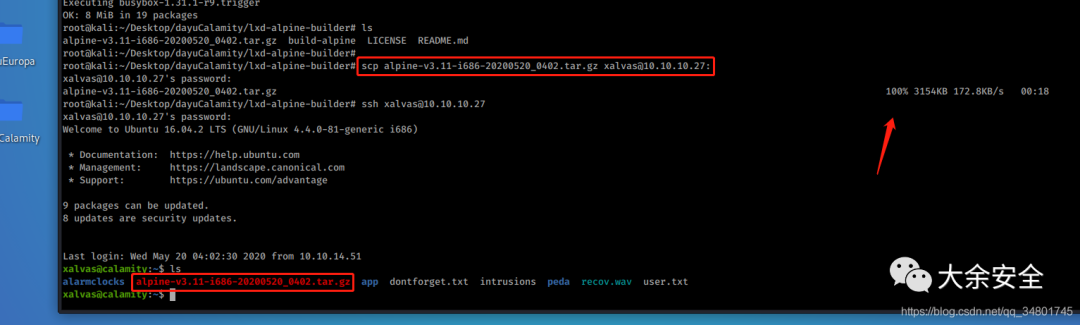 Executing busybox-1.31.1-r9.trigger
OK: 8 MiB in 19 packages
root@kali:~/Desktop/dayuCalamity/lxd-alpine-builder# ls
alpine-v3.11-i686-20200520_0402.tar.gz  build-alpine  LICENSE  README.md
root@kali:~/Desktop/dayuCalamity/lxd-alpine-builder#
root@kali:~/Desktop/dayuCalamity/lxd-alpine-builder# scp alpine-v3.11-i686-20200520_0402.tar.gz xalvas@10.10.10.27:
xalvas@10.10.10.27's password:
alpine-v3.11-i686-20200520_0402.tar.gz 100% 3154KB 172.8KB/s 00:18
root@kali:~/Desktop/dayuCalamity/lxd-alpine-builder# ssh xalvas@10.10.10.27
xalvas@10.10.10.27's password:
Welcome to Ubuntu 16.04.2 LTS (GNU/Linux 4.4.0-81-generic i686)
* Documentation: https://help.ubuntu.com
* Management: https://landscape.canonical.com
* Support: https://ubuntu.com/advantage
9 packages can be updated.
8 updates are security updates.
Last login: Wed May 20 04:02:30 2020 from 10.10.14.51
xalvas@calamity:~$ ls
alarmclocks alpine-v3.11-i686-20200520_0402.tar.gz app dontforget.txt intrusions peda recov.wav user.txt
xalvas@calamity:~$
uEuropa
Calamity
大余安全
https://blog.csdn.net/qq_34801745